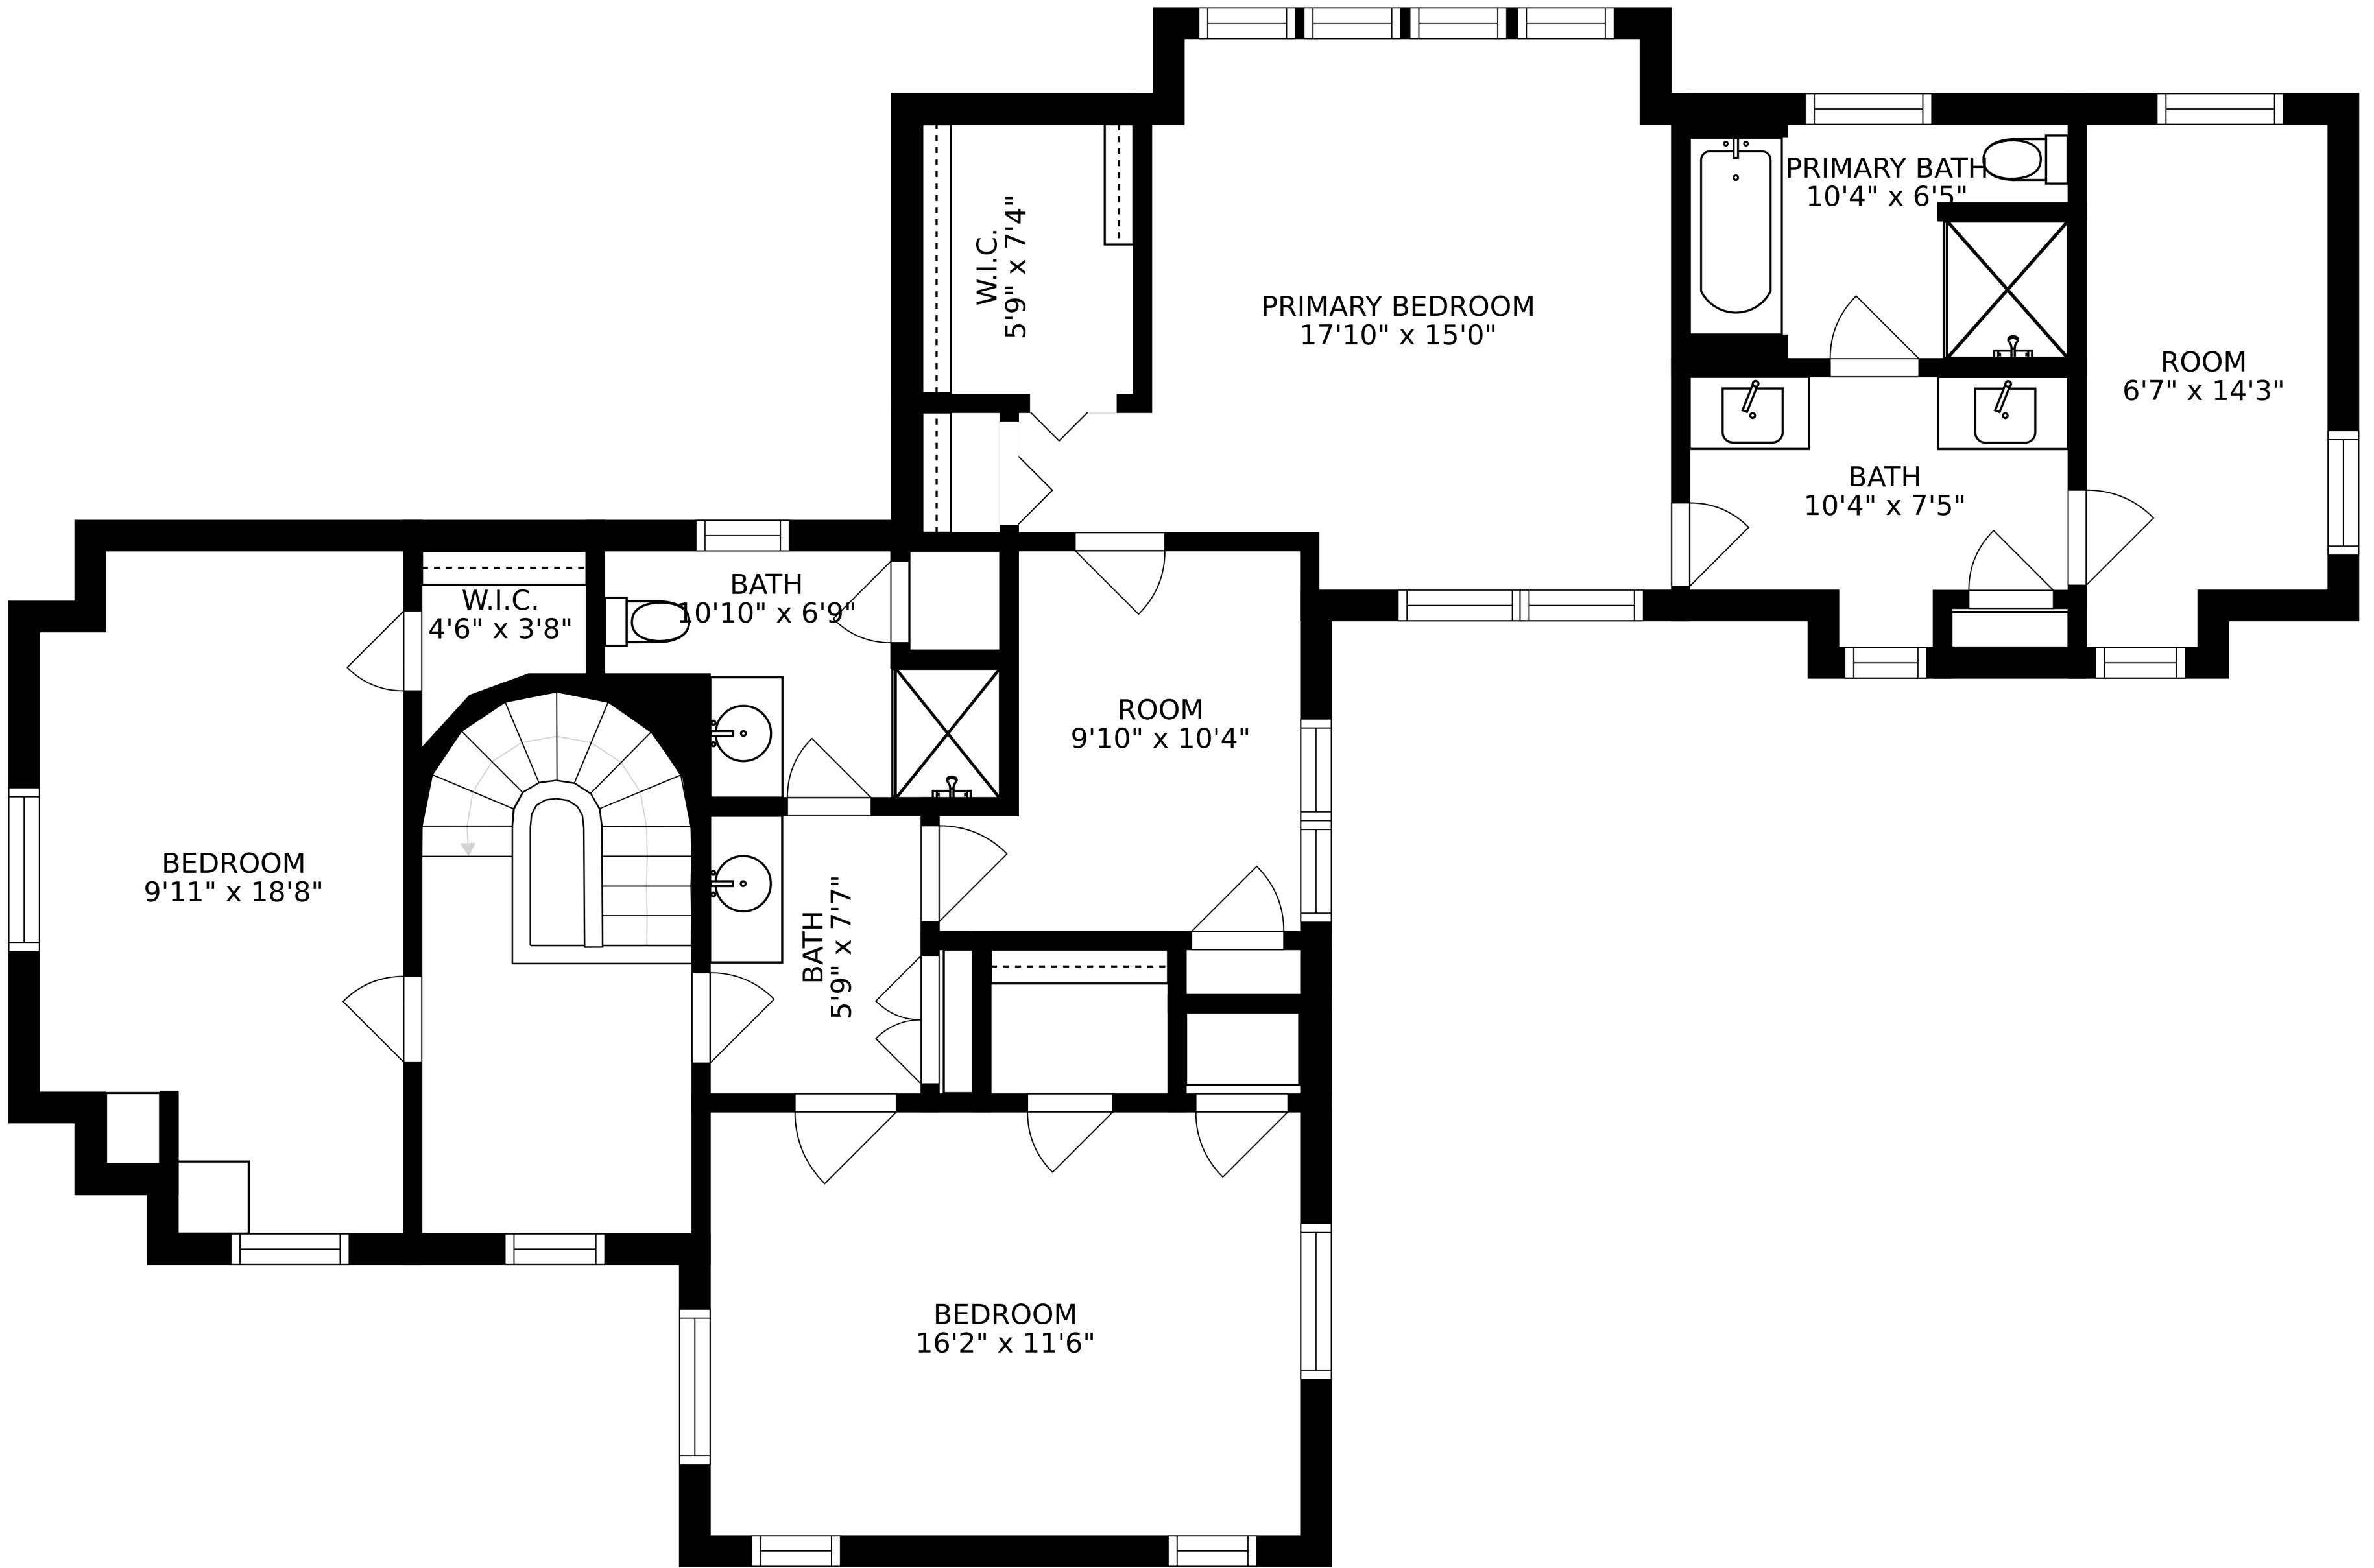 PRIMARY BATH
10'4" x 6'5"
W.I.C.
5'9" x 7'4"
PRIMARY BEDROOM
17'10" x 15'0"
ROOM
6'7" x 14'3"
BATH
10'4" x 7'5"
BATH
10'10" x 6'9"
W.I.C.
4'6" x 3'8"
ROOM
9'10" x 10'4"
BEDROOM
9'11" x 18'8"
BATH
5'9" x 7'7"
BEDROOM
16'2" x 11'6"